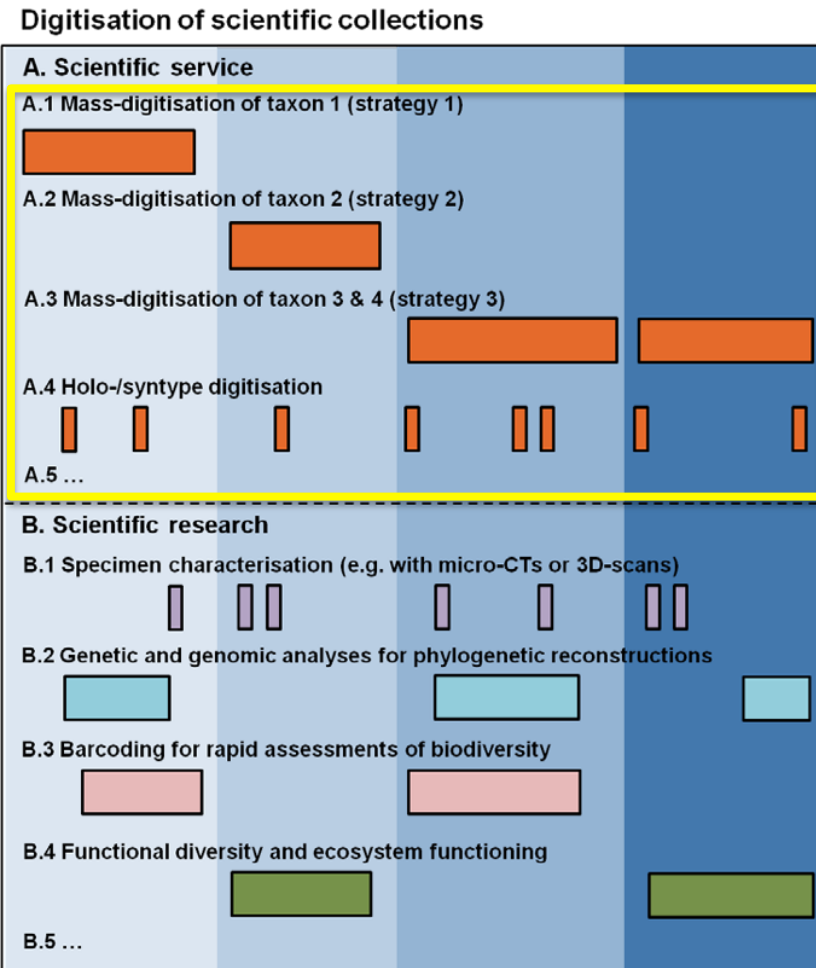 Digitisation of scientific collections
A. Scientific service
A.1 Mass-digitisation of taxon 1 (strategy 1)
A.2 Mass-digitisation of taxon 2 (strategy 2)
A.3 Mass-digitisation of taxon 3 & 4 (strategy 3)
A.4 Holo-/syntype digitisation
A.5 ...
B. Scientific research
B.1 Specimen characterisation (e.g. with micro-CTs or 3D-scans)
B.2 Genetic and genomic analyses for phylogenetic reconstructions
B.3 Barcoding for rapid assessments of biodiversity
B.4 Functional diversity and ecosystem functioning
B.5 ...